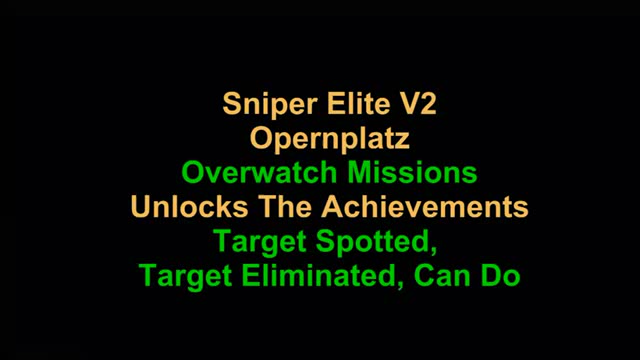 Sniper Elite V2
Opernplatz
Overwatch Missions
Unlocks The Achievements
Target Spotted,
Target Eliminated, Can Do